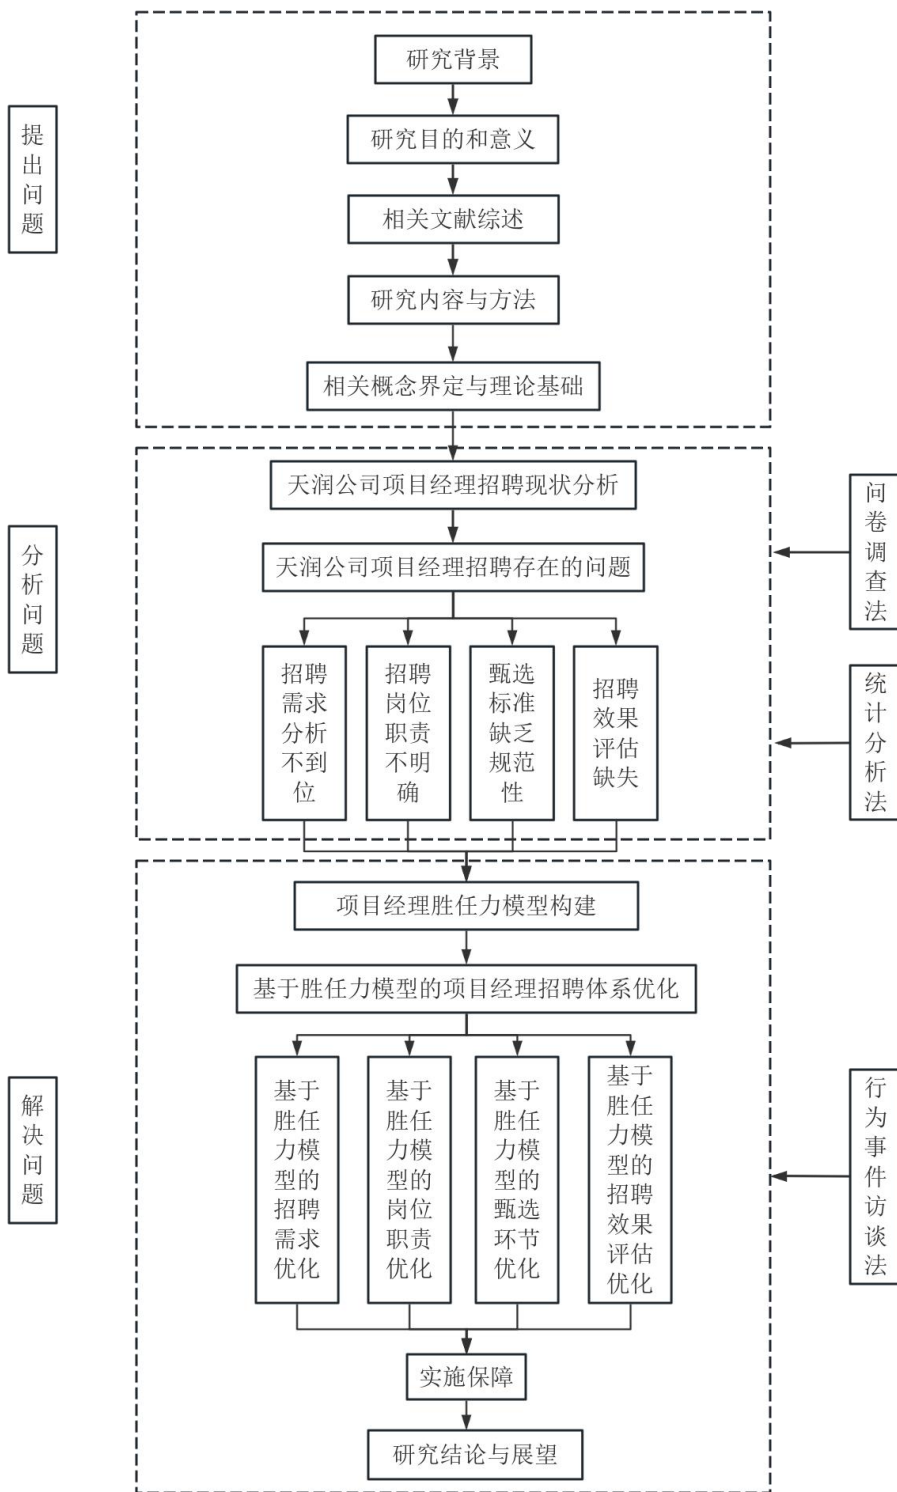 提出问题
研究背景
研究目的和意义
相关文献综述
研究内容与方法
相关概念界定与理论基础
分析问题
天润公司项目经理招聘现状分析
天润公司项目经理招聘存在的问题
招聘
需求
分析
不到
位
招聘
岗位
职责
不明
确
甄选
标准
缺乏
规范
性
招聘
效果
评估
缺失
问卷调查法
统计分析法
解决问题
项目经理胜任力模型构建
基于胜任力模型的项目经理招聘体系优化
基于
胜任
力模
型的
招聘
需求
优化
基于
胜任
力模
型的
岗位
职责
优化
基于
胜任
力模
型的
甄选
环节
优化
基于
胜任
力模
型的
招聘
效果
评估
优化
行为事件访谈法
实施保障
研究结论与展望